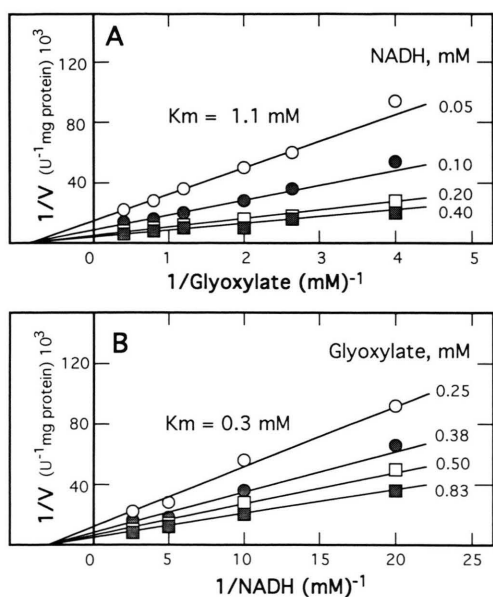 A
NADH, mM
Km = 1.1 mM
0.05
0.10
0.20
0.40
120
80
40
1/V (U⁻¹mg protein) 10³
0 1 2 3 4 5
1/Glyoxylate (mM)⁻¹
B
Glyoxylate, mM
Km = 0.3 mM
0.25
0.38
0.50
0.83
120
80
40
1/V (U⁻¹mg protein) 10³
0 5 10 15 20 25
1/NADH (mM)⁻¹